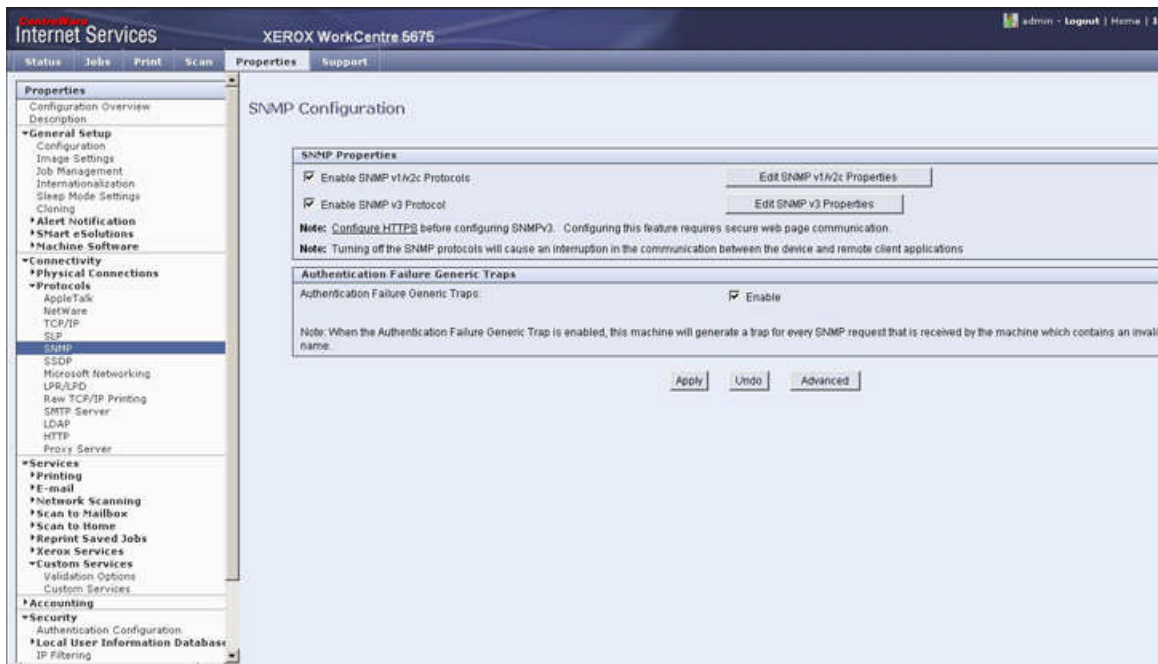 CentreWare
Internet Services
XEROX WorkCentre 5675
admin - Logout | Home |
Status Jobs Print Scan Properties Support
Properties
Configuration Overview
Description
General Setup
Configuration
Image Settings
Job Management
Internationalization
Sleep Mode Settings
Cloning
Alert Notification
SMart eSolutions
Machine Software
Connectivity
Physical Connections
Protocols
AppleTalk
NetWare
TCP/IP
SLP
SNMP
SSDP
Microsoft Networking
LPR/LPD
Raw TCP/IP Printing
SMTP Server
LDAP
HTTP
Proxy Server
Services
Printing
E-mail
Network Scanning
Scan to Mailbox
Scan to Home
Reprint Saved Jobs
Xerox Services
Custom Services
Validation Options
Custom Services
Accounting
Security
Authentication Configuration
Local User Information Database
IP Filtering
SNMP Configuration
SNMP Properties
Enable SNMP v1/v2c Protocols
Edit SNMP v1/v2c Properties
Enable SNMP v3 Protocol
Edit SNMP v3 Properties
Note: Configure HTTPS before configuring SNMPv3. Configuring this feature requires secure web page communication.
Note: Turning off the SNMP protocols will cause an interruption in the communication between the device and remote client applications
Authentication Failure Generic Traps
Authentication Failure Generic Traps:
Enable
Note: When the Authentication Failure Generic Trap is enabled, this machine will generate a trap for every SNMP request that is received by the machine which contains an invali
name.
Apply Undo Advanced